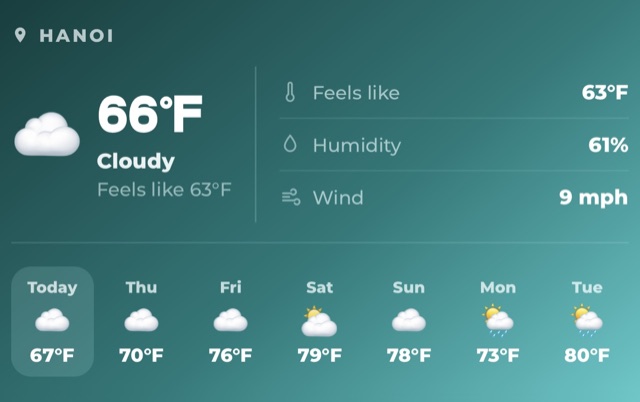 HANOI
66°F
Cloudy
Feels like 63°F
Feels like 63°F
Humidity 61%
Wind 9 mph
Today Thu Fri Sat Sun Mon Tue
67°F 70°F 76°F 79°F 78°F 73°F 80°F